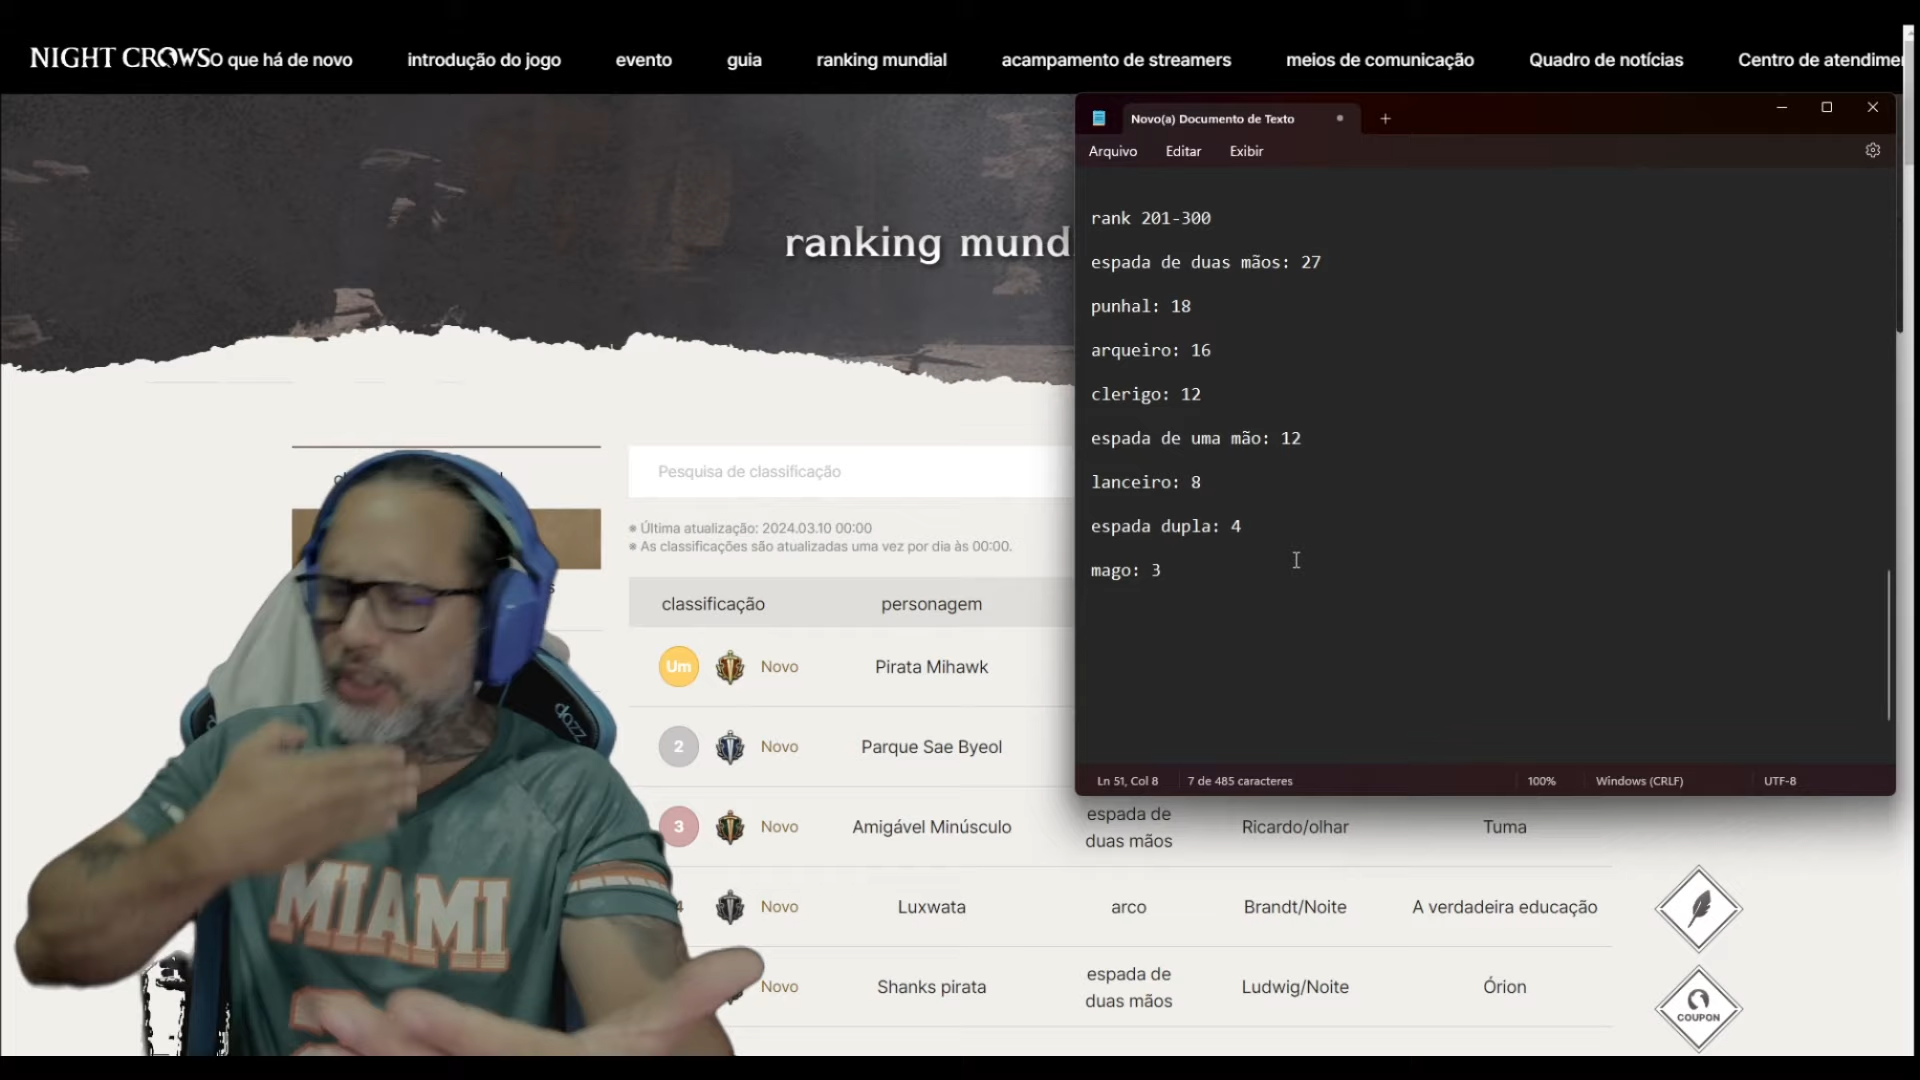 NIGHT CROWS
O que há de novo
introdução do jogo
evento
guia
ranking mundial
acampamento de streamers
meios de comunicação
Quadro de notícias
Centro de
ranking
Novo(a) Documento de Texto
Arquivo
Editar
Exibir
rank 201-300
espada de duas mãos: 27
punhal: 18
arqueiro: 16
clerigo: 12
espada de uma mão: 12
lanceiro: 8
espada dupla: 4
mago: 3
Ln 51, Col 8
7 de 485 caracteres
100%
Windows (CRLF)
UTF-8
Pesquisa de classificação
※ Última atualização: 2024.03.10 00:00
※ As classificações são atualizadas uma vez por dia às 00:00.
classificação
personagem
Um
Novo
Pirata Mihawk
2
Novo
Parque Sae Byeol
3
Novo
Amigável Minúsculo
espada de
duas mãos
Ricardo/olhar
Tuma
4
Novo
Luxwata
arco
Brandt/Noite
A verdadeira educação
Novo
Shanks pirata
espada de
duas mãos
Ludwig/Noite
Órion
COUPON
dazz
MIAMI